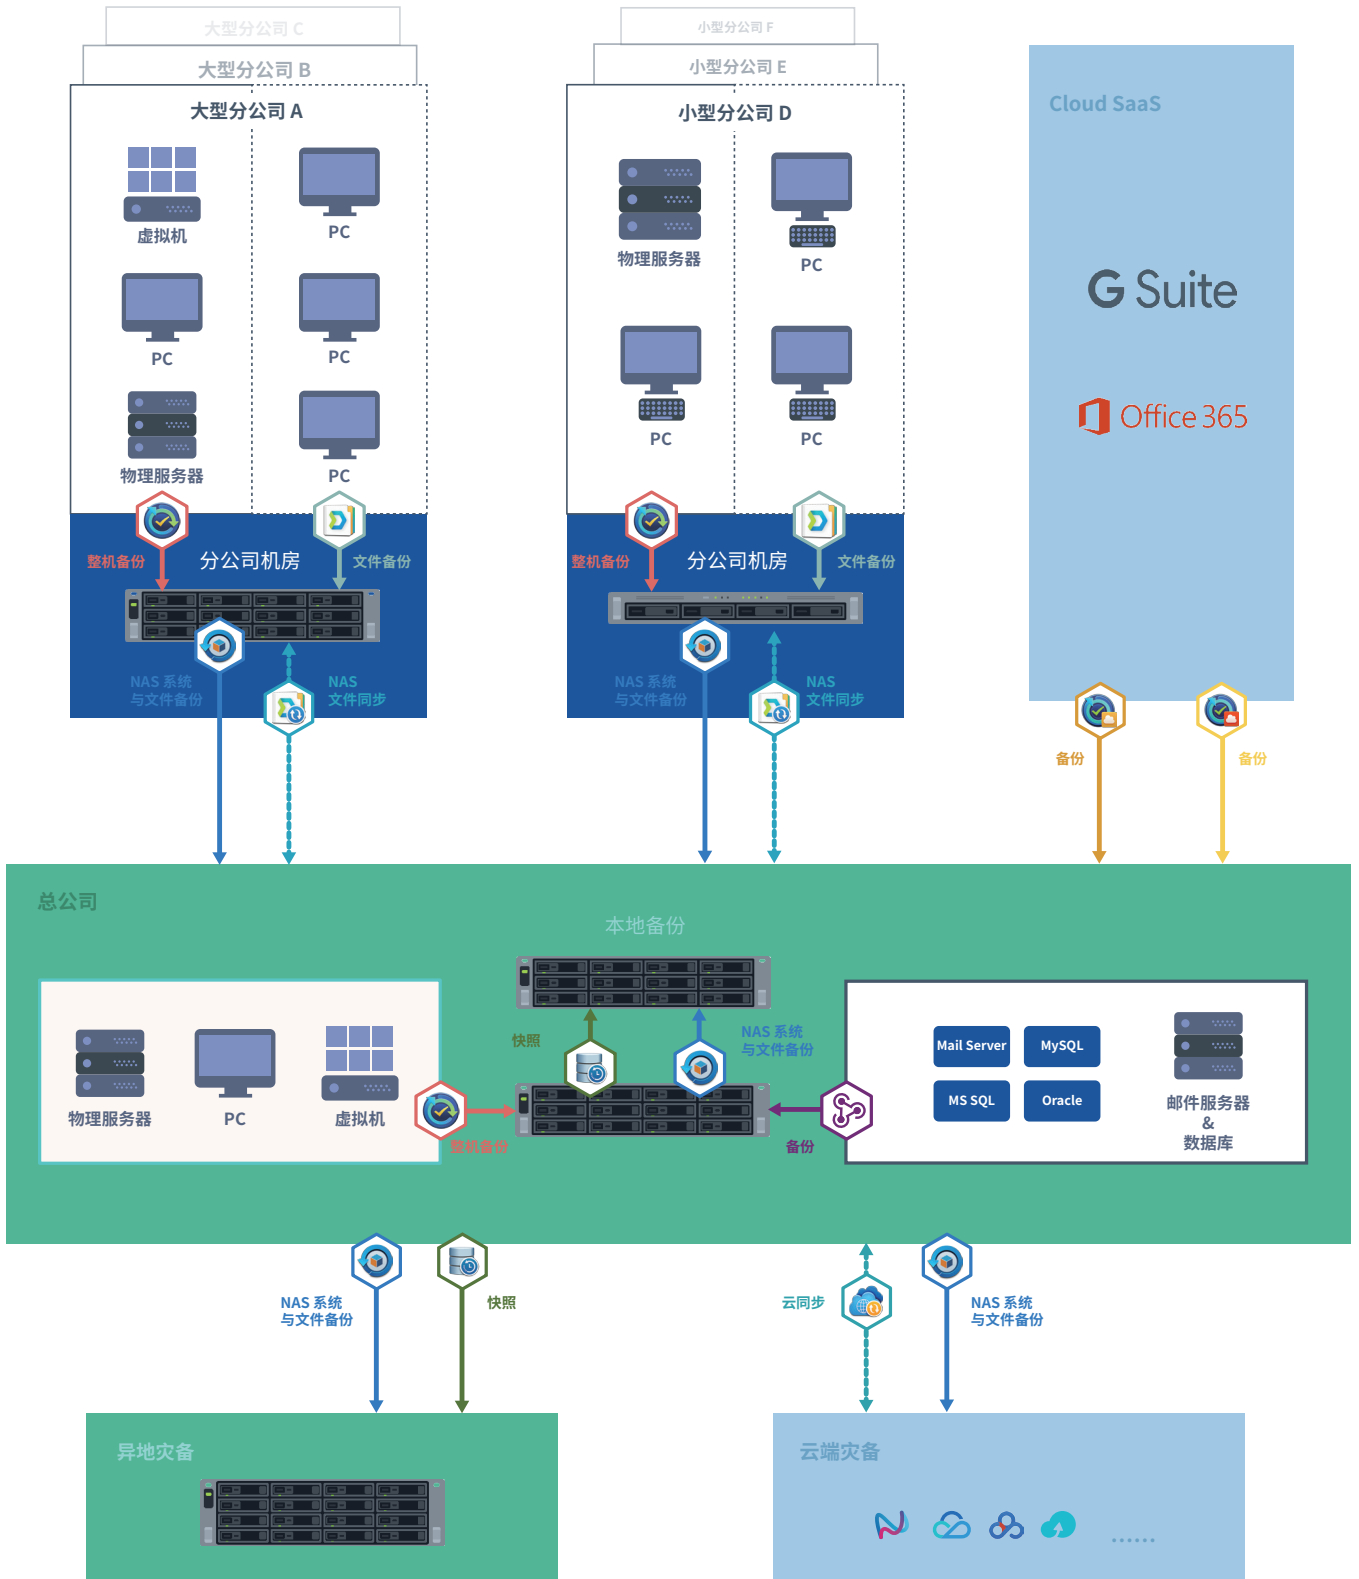 大型分公司 C
大型分公司 B
大型分公司 A
虚拟机
PC
PC
PC
物理服务器
PC
整机备份
分公司机房
文件备份
NAS 系统
与文件备份
NAS
文件同步
小型分公司 F
小型分公司 E
小型分公司 D
物理服务器
PC
PC
PC
整机备份
分公司机房
文件备份
NAS 系统
与文件备份
NAS
文件同步
Cloud SaaS
G Suite
Office 365
备份
备份
总公司
本地备份
物理服务器
PC
虚拟机
整机备份
快照
NAS 系统
与文件备份
备份
Mail Server
MySQL
MS SQL
Oracle
邮件服务器
&
数据库
NAS 系统
与文件备份
快照
云同步
NAS 系统
与文件备份
异地灾备
云端灾备
······